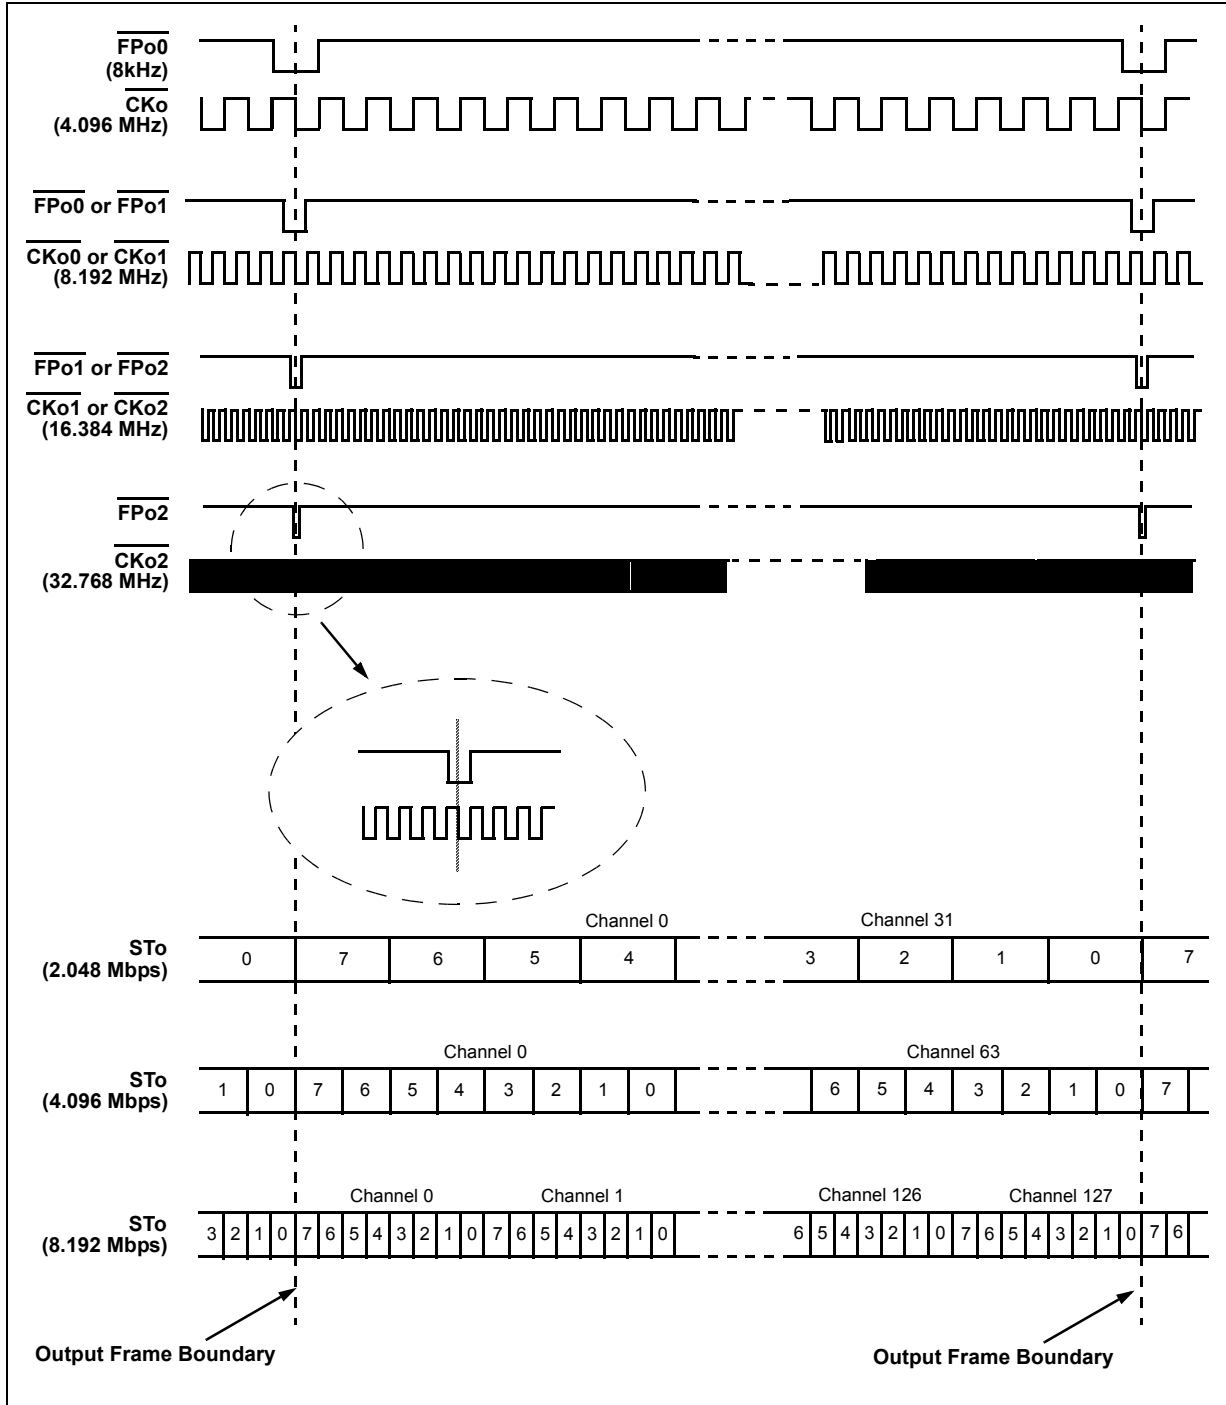 FPo0
(8kHz)
CKo
(4.096 MHz)
FPo0 or FPo1
CKo0 or CKo1
(8.192 MHz)
FPo1 or FPo2
CKo1 or CKo2
(16.384 MHz)
FPo2
CKo2
(32.768 MHz)
Channel 0 Channel 31
STo
(2.048 Mbps)
0 7 6 5 4 3 2 1 0 7
Channel 0 Channel 63
STo
(4.096 Mbps)
1 0 7 6 5 4 3 2 1 0 6 5 4 3 2 1 0 7
Channel 0 Channel 1 Channel 126 Channel 127
STo
(8.192 Mbps)
3 2 1 0 7 6 5 4 3 2 1 0 7 6 5 4 3 2 1 0 6 5 4 3 2 1 0 7 6 5 4 3 2 1 0 7 6
Output Frame Boundary Output Frame Boundary